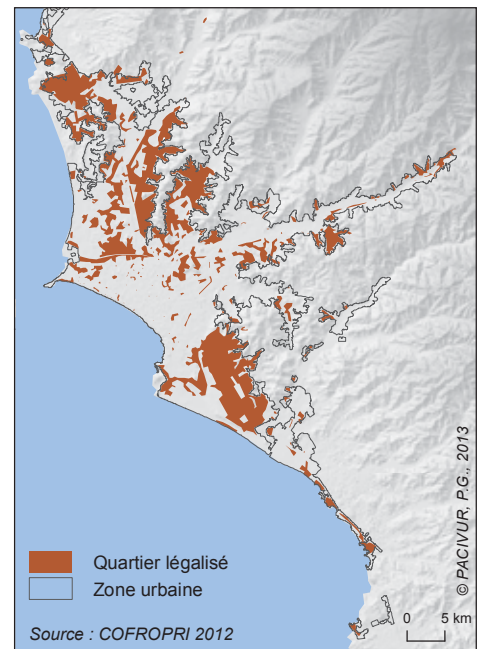 Quartier légalisé
Zone urbaine
Source : COFROPRI 2012
0 5 km
© PACIVUR, P.G., 2013